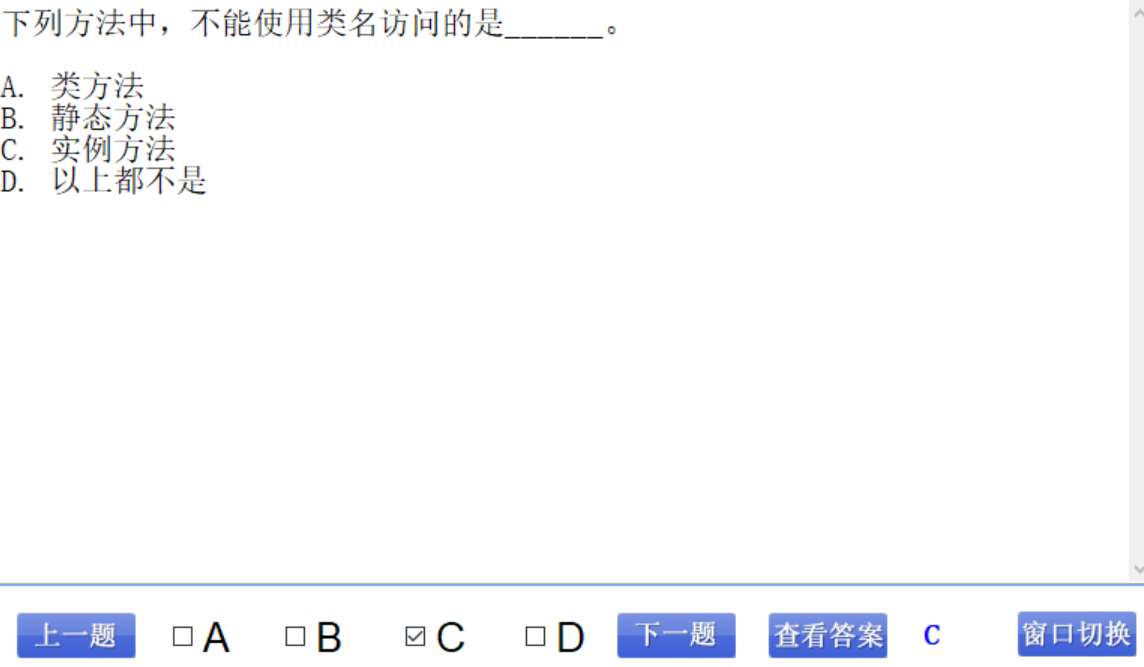 下列方法中，不能使用类名访问的是______。
A. 类方法
B. 静态方法
C. 实例方法
D. 以上都不是
上一题 A B C D 下一题 查看答案 C 窗口切换